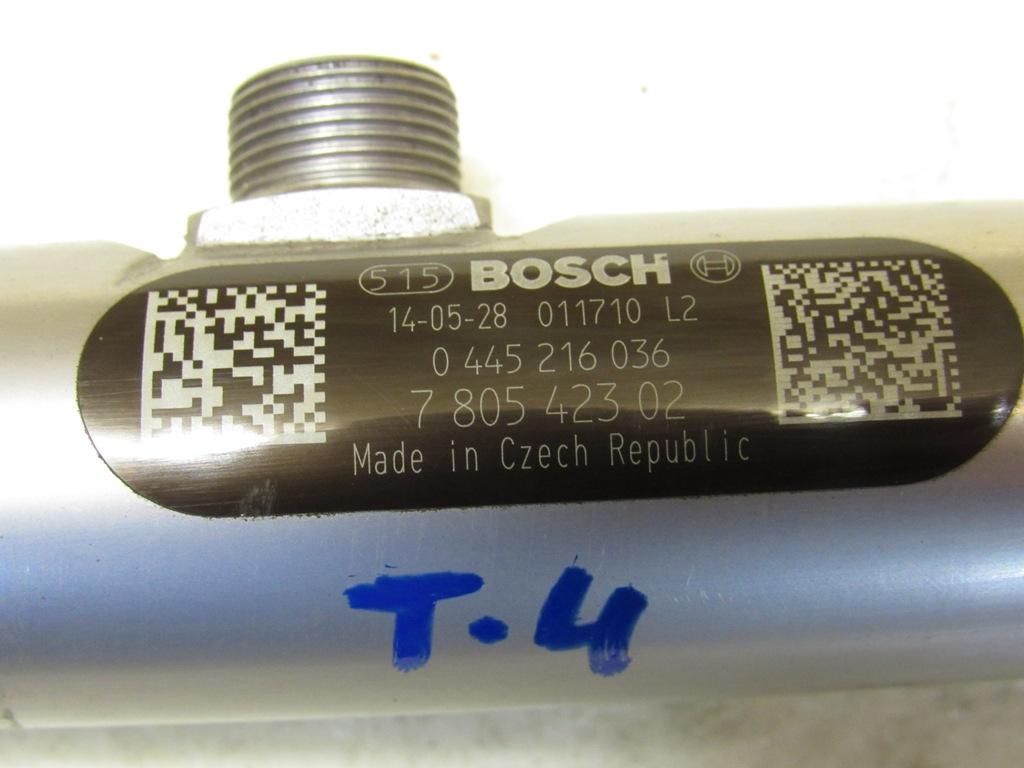 515 BOSCH
14-05-28 011710 L2
0 445 216 036
7 805 423 02
Made in Czech Republic
T.4